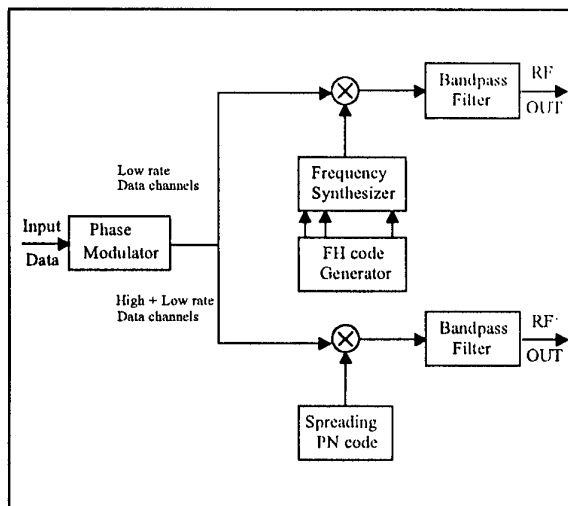 Bandpass
Filter
RF
OUT
Low rate
Data channels
Frequency
Synthesizer
Input
Data
Phase
Modulator
FH code
Generator
High + Low rate
Data channels
Bandpass
Filter
RF
OUT
Spreading
PN code